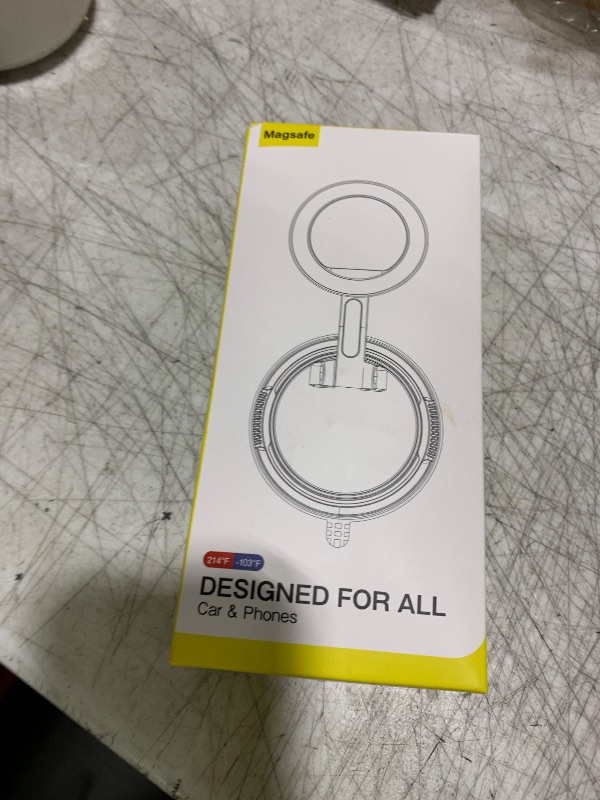 Magsafe
214°F -103°F
DESIGNED FOR ALL
Car & Phones